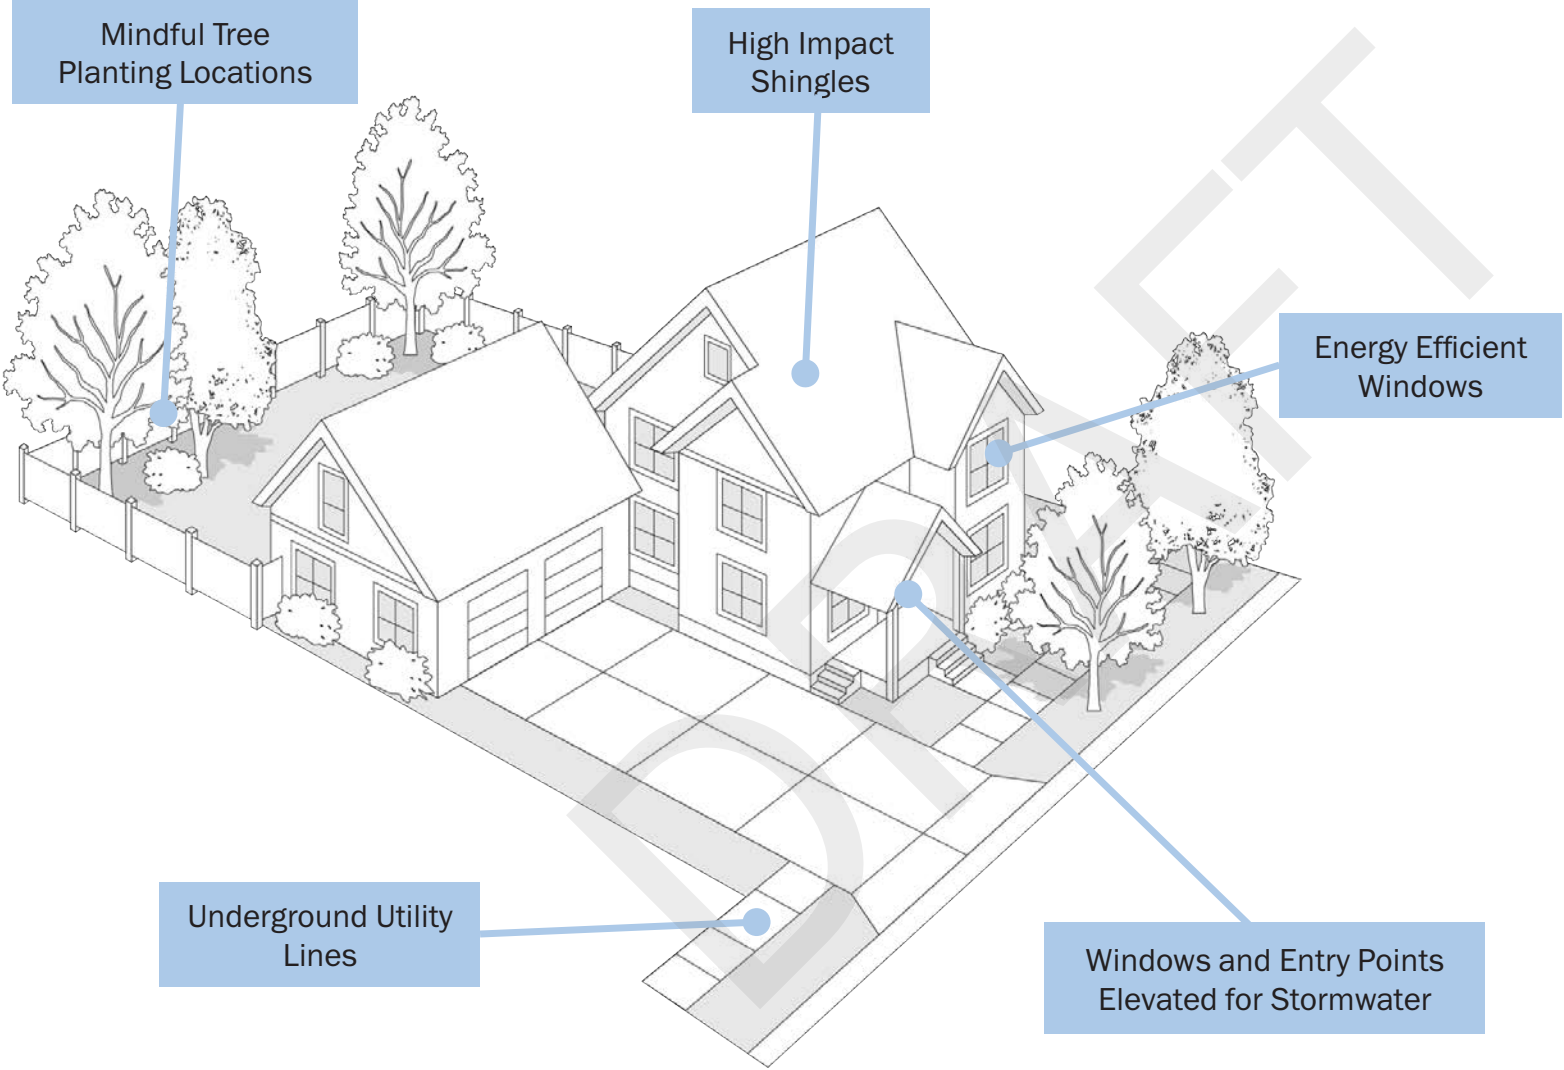 Mindful Tree
Planting Locations
High Impact
Shingles
Energy Efficient
Windows
Underground Utility
Lines
Windows and Entry Points
Elevated for Stormwater
DRAFT